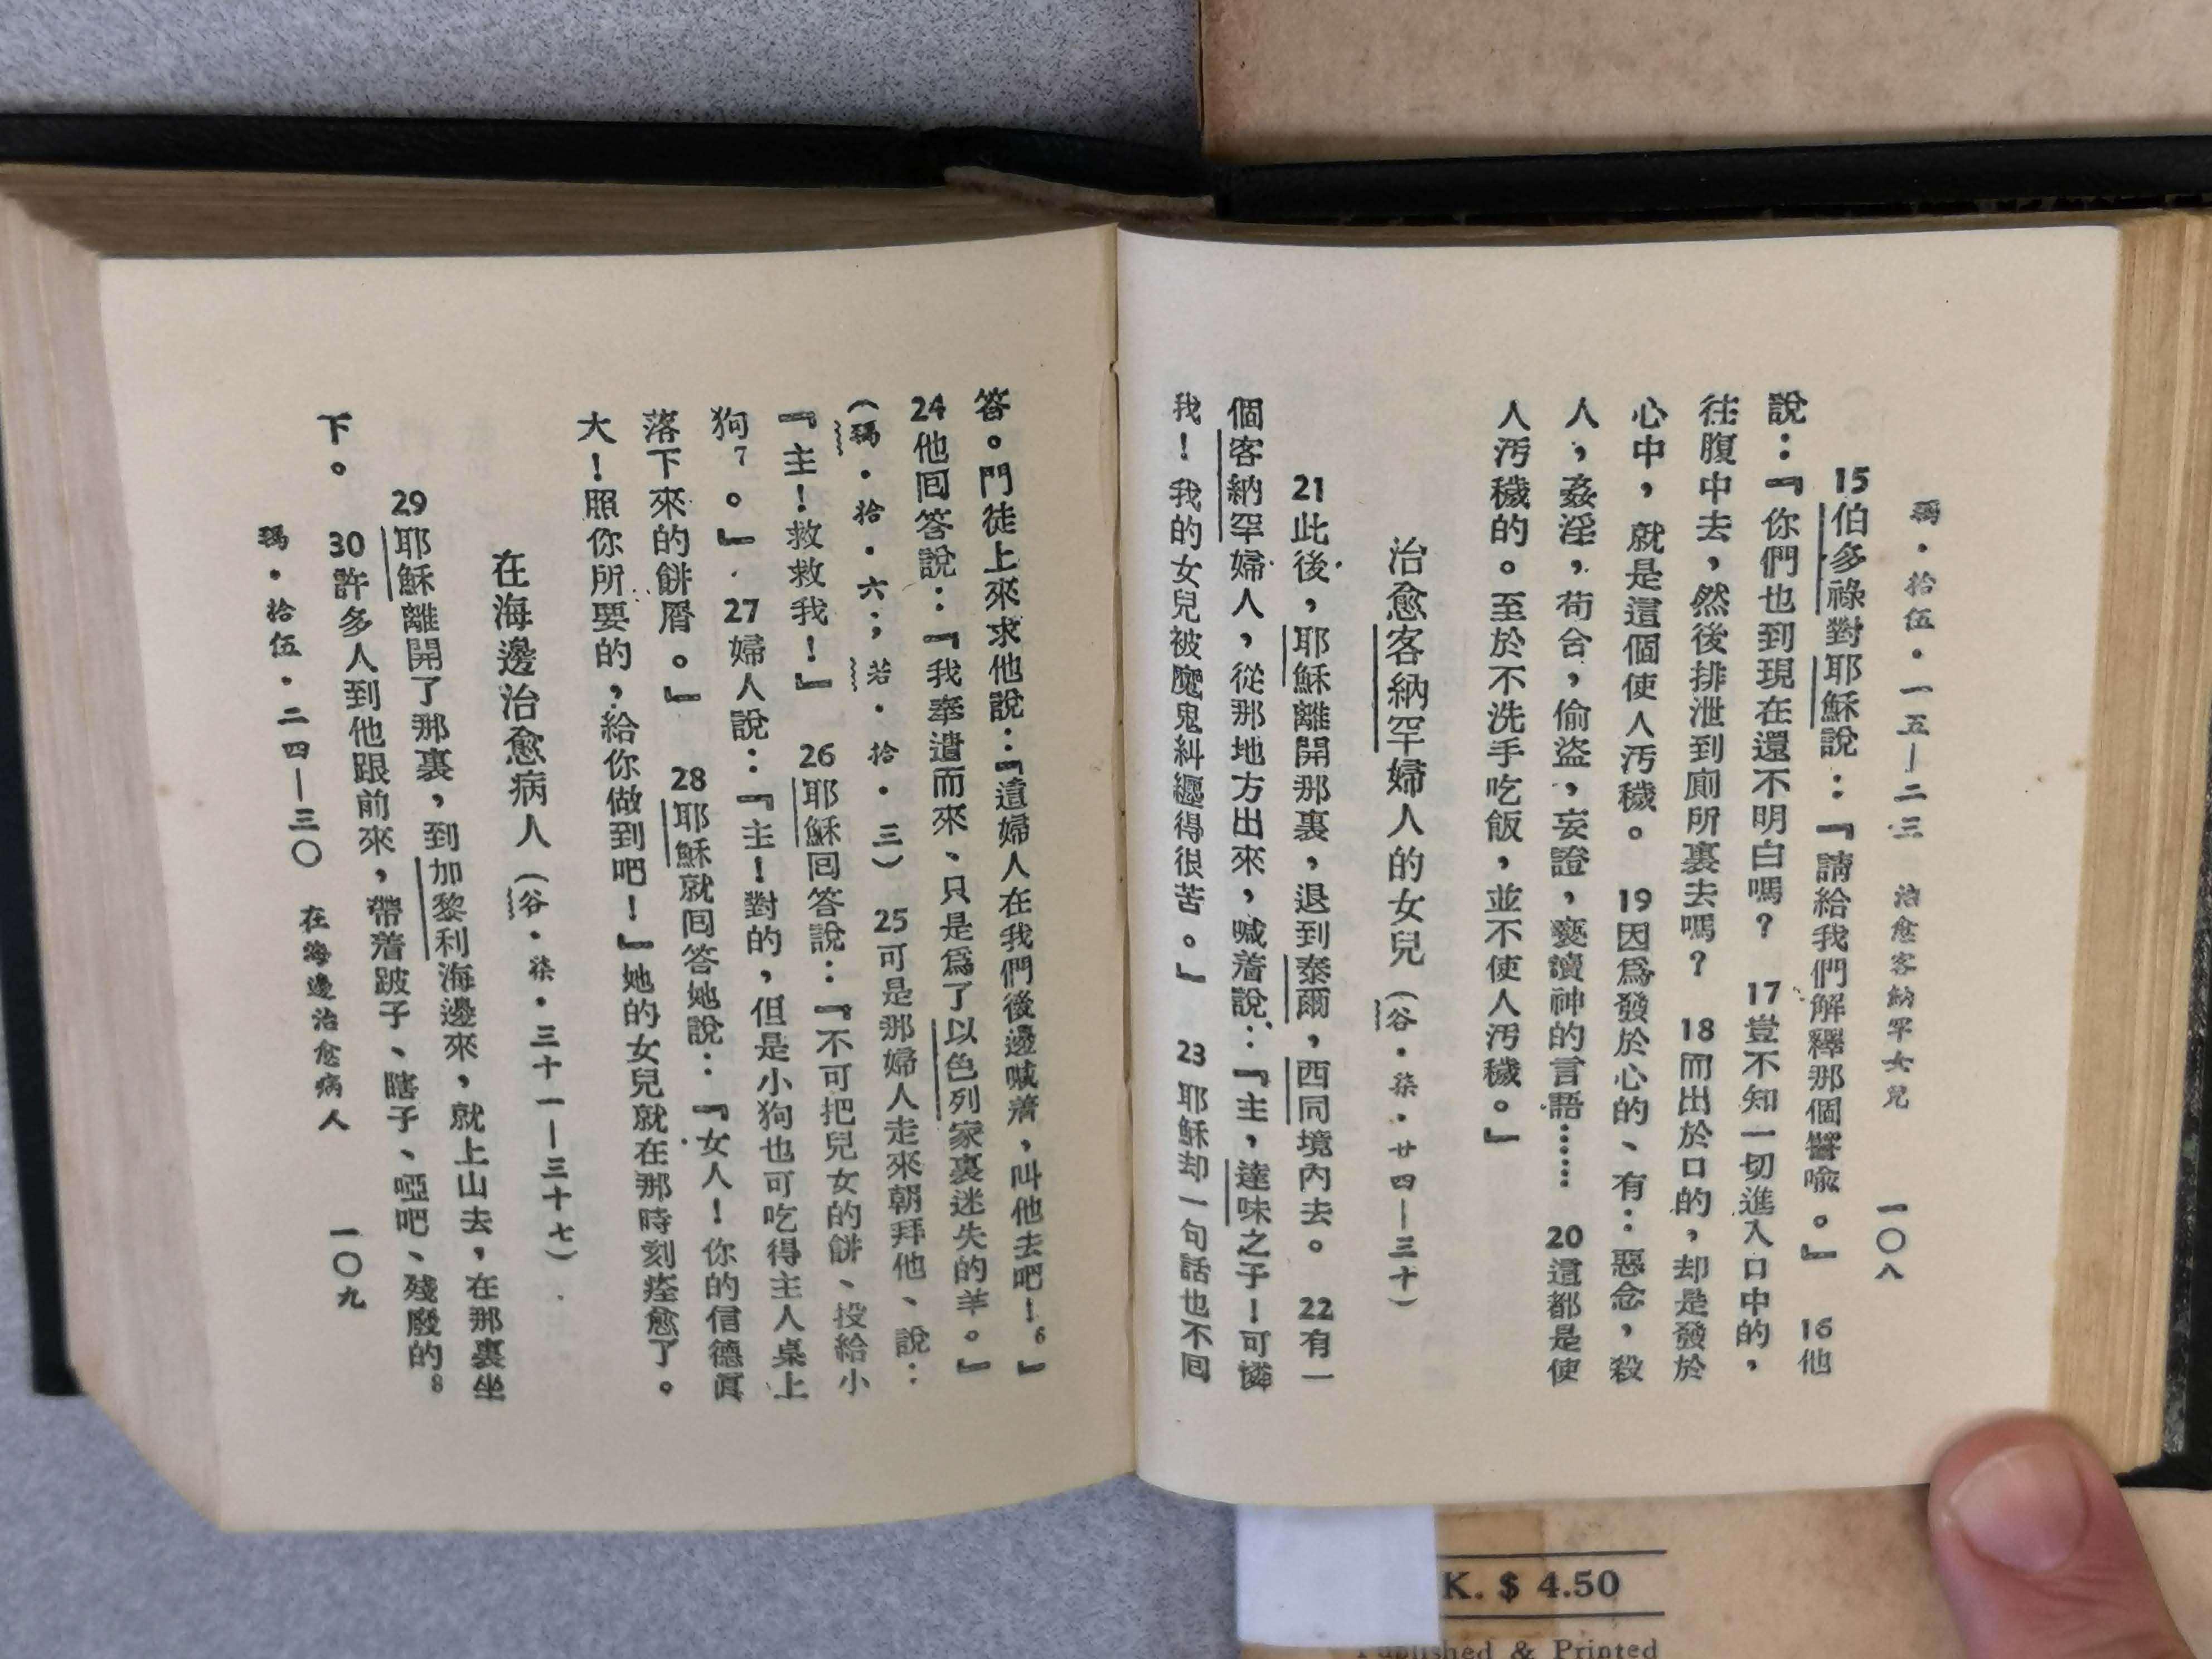 瑪·拾伍·一五—二三　治愈客納罕女兒　一〇八
15伯多祿對耶穌說：『請給我們解釋那個譬喻。』　16他
說：『你們也到現在還不明白嗎？　17豈不知一切進入口中的，
往腹中去，然後排泄到廁所裏去嗎？　18而出於口的，却是發於
心中，就是這個使人污穢。　19因爲發於心的、有：惡念，殺
人，姦淫，苟合，偷盜，妄證，褻瀆神的言語……　20這都是使
人污穢的。至於不洗手吃飯，並不使人污穢。』
治愈客納罕婦人的女兒（谷·柒·廿四—三十）
21此後，耶穌離開那裏，退到泰爾，西同境內去。　22有一
個客納罕婦人，從那地方出來，喊着說：『主，達味之子！可憐
我！我的女兒被魔鬼糾纏得很苦。』　23耶穌却一句話也不囘
答。門徒上來求他說：『這婦人在我們後邊喊着，叫他去吧！6』
24他囘答說：『我奉遣而來、只是爲了以色列家裏迷失的羊。』
（瑪·拾·六；若·拾·三）　25可是那婦人走來朝拜他、說：
『主！救救我！』　26耶穌囘答說：『不可把兒女的餅、投給小
狗7。』　27婦人說：『主！對的，但是小狗也可吃得主人桌上
落下來的餅屑。』　28耶穌就囘答她說：『女人！你的信德眞
大！照你所要的，給你做到吧！』她的女兒就在那時刻痊愈了。
在海邊治愈病人（谷·柒·三十一—三十七）
29耶穌離開了那裏，到加黎利海邊來，就上山去，在那裏坐
下。　30許多人到他跟前來，帶着跛子、瞎子、啞吧、殘廢的8
瑪·拾伍·二四—三〇　在海邊治愈病人　一〇九
K. $ 4.50
Published & Printed